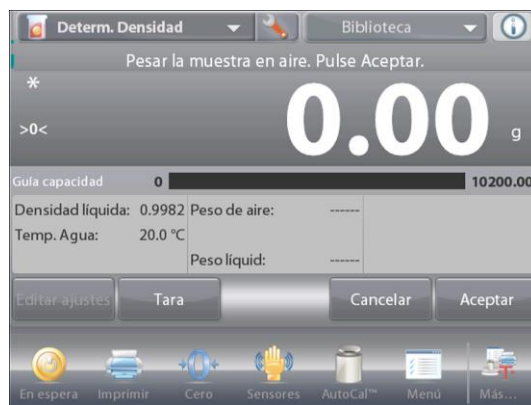 Determ. Densidad Biblioteca
Pesar la muestra en aire. Pulse Aceptar.
*
>0< 0.00 g
Guía capacidad 0 10200.00
Densidad líquida: 0.9982 Peso de aire: ------
Temp. Agua: 20.0 °C
Peso líquid: ------
Editar ajustes Tara Cancelar Aceptar
En espera Imprimir Cero Sensores AutoCal™ Menú Más...